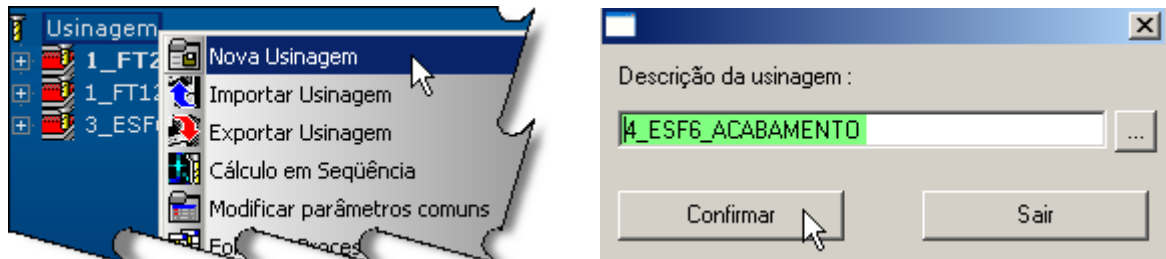 Usinagem
1_FT2
1_FT12
3_ESF
Nova Usinagem
Importar Usinagem
Exportar Usinagem
Cálculo em Seqüência
Modificar parâmetros comuns
Descrição da usinagem :
4_ESF6_ACABAMENTO
...
Confirmar
Sair